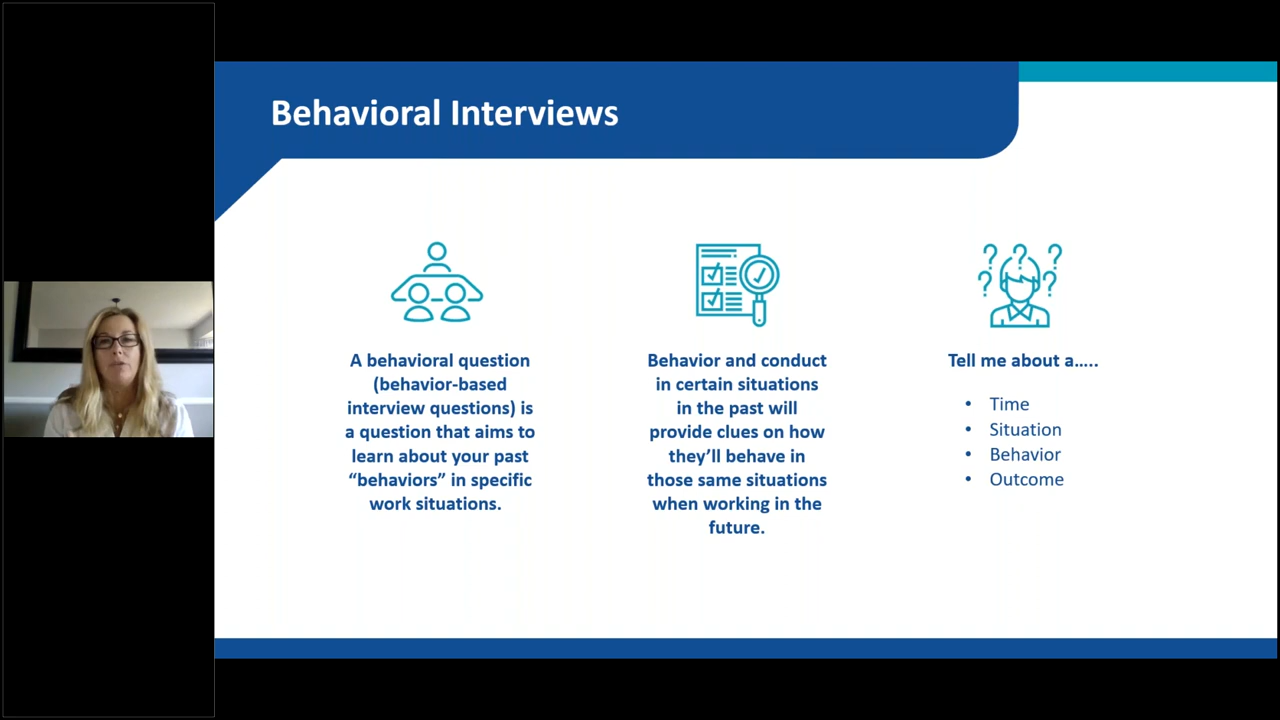 Behavioral Interviews
A behavioral question
(behavior-based
interview questions) is
a question that aims to
learn about your past
“behaviors” in specific
work situations.
Behavior and conduct
in certain situations
in the past will
provide clues on how
they’ll behave in
those same situations
when working in the
future.
Tell me about a.....
• Time
• Situation
• Behavior
• Outcome